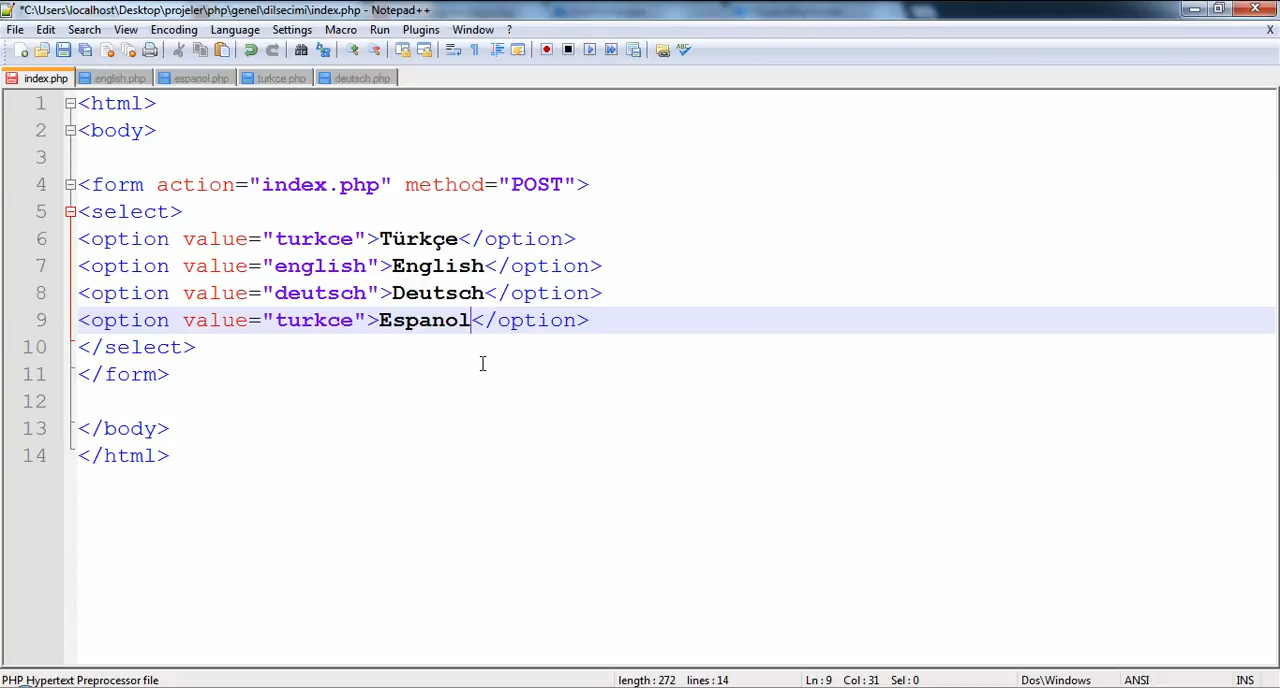 *C:\Users\localhost\Desktop\projeler\php\genel\dilsecimi\index.php - Notepad++
File Edit Search View Encoding Language Settings Macro Run Plugins Window ? X
index.php english.php espanol.php turkce.php deutsch.php
1 <html>
2 <body>
3
4 <form action="index.php" method="POST">
5 <select>
6 <option value="turkce">Türkçe</option>
7 <option value="english">English</option>
8 <option value="deutsch">Deutsch</option>
9 <option value="turkce">Espanol</option>
10 </select>
11 </form>
12
13 </body>
14 </html>
PHP Hypertext Preprocessor file length : 272 lines : 14 Ln : 9 Col : 31 Sel : 0 Dos\Windows ANSI INS